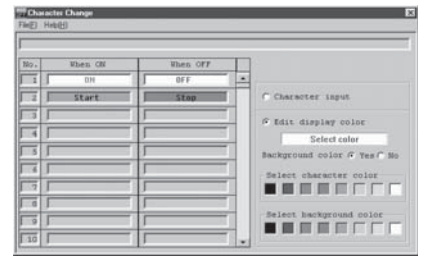 Character Change
File(F) Help(H)
No. When ON When OFF
1 ON OFF
2 Start Stop
3
4
5
6
7
8
9
10
Character input
Edit display color
Select color
Background color Yes No
Select character color
Select background color